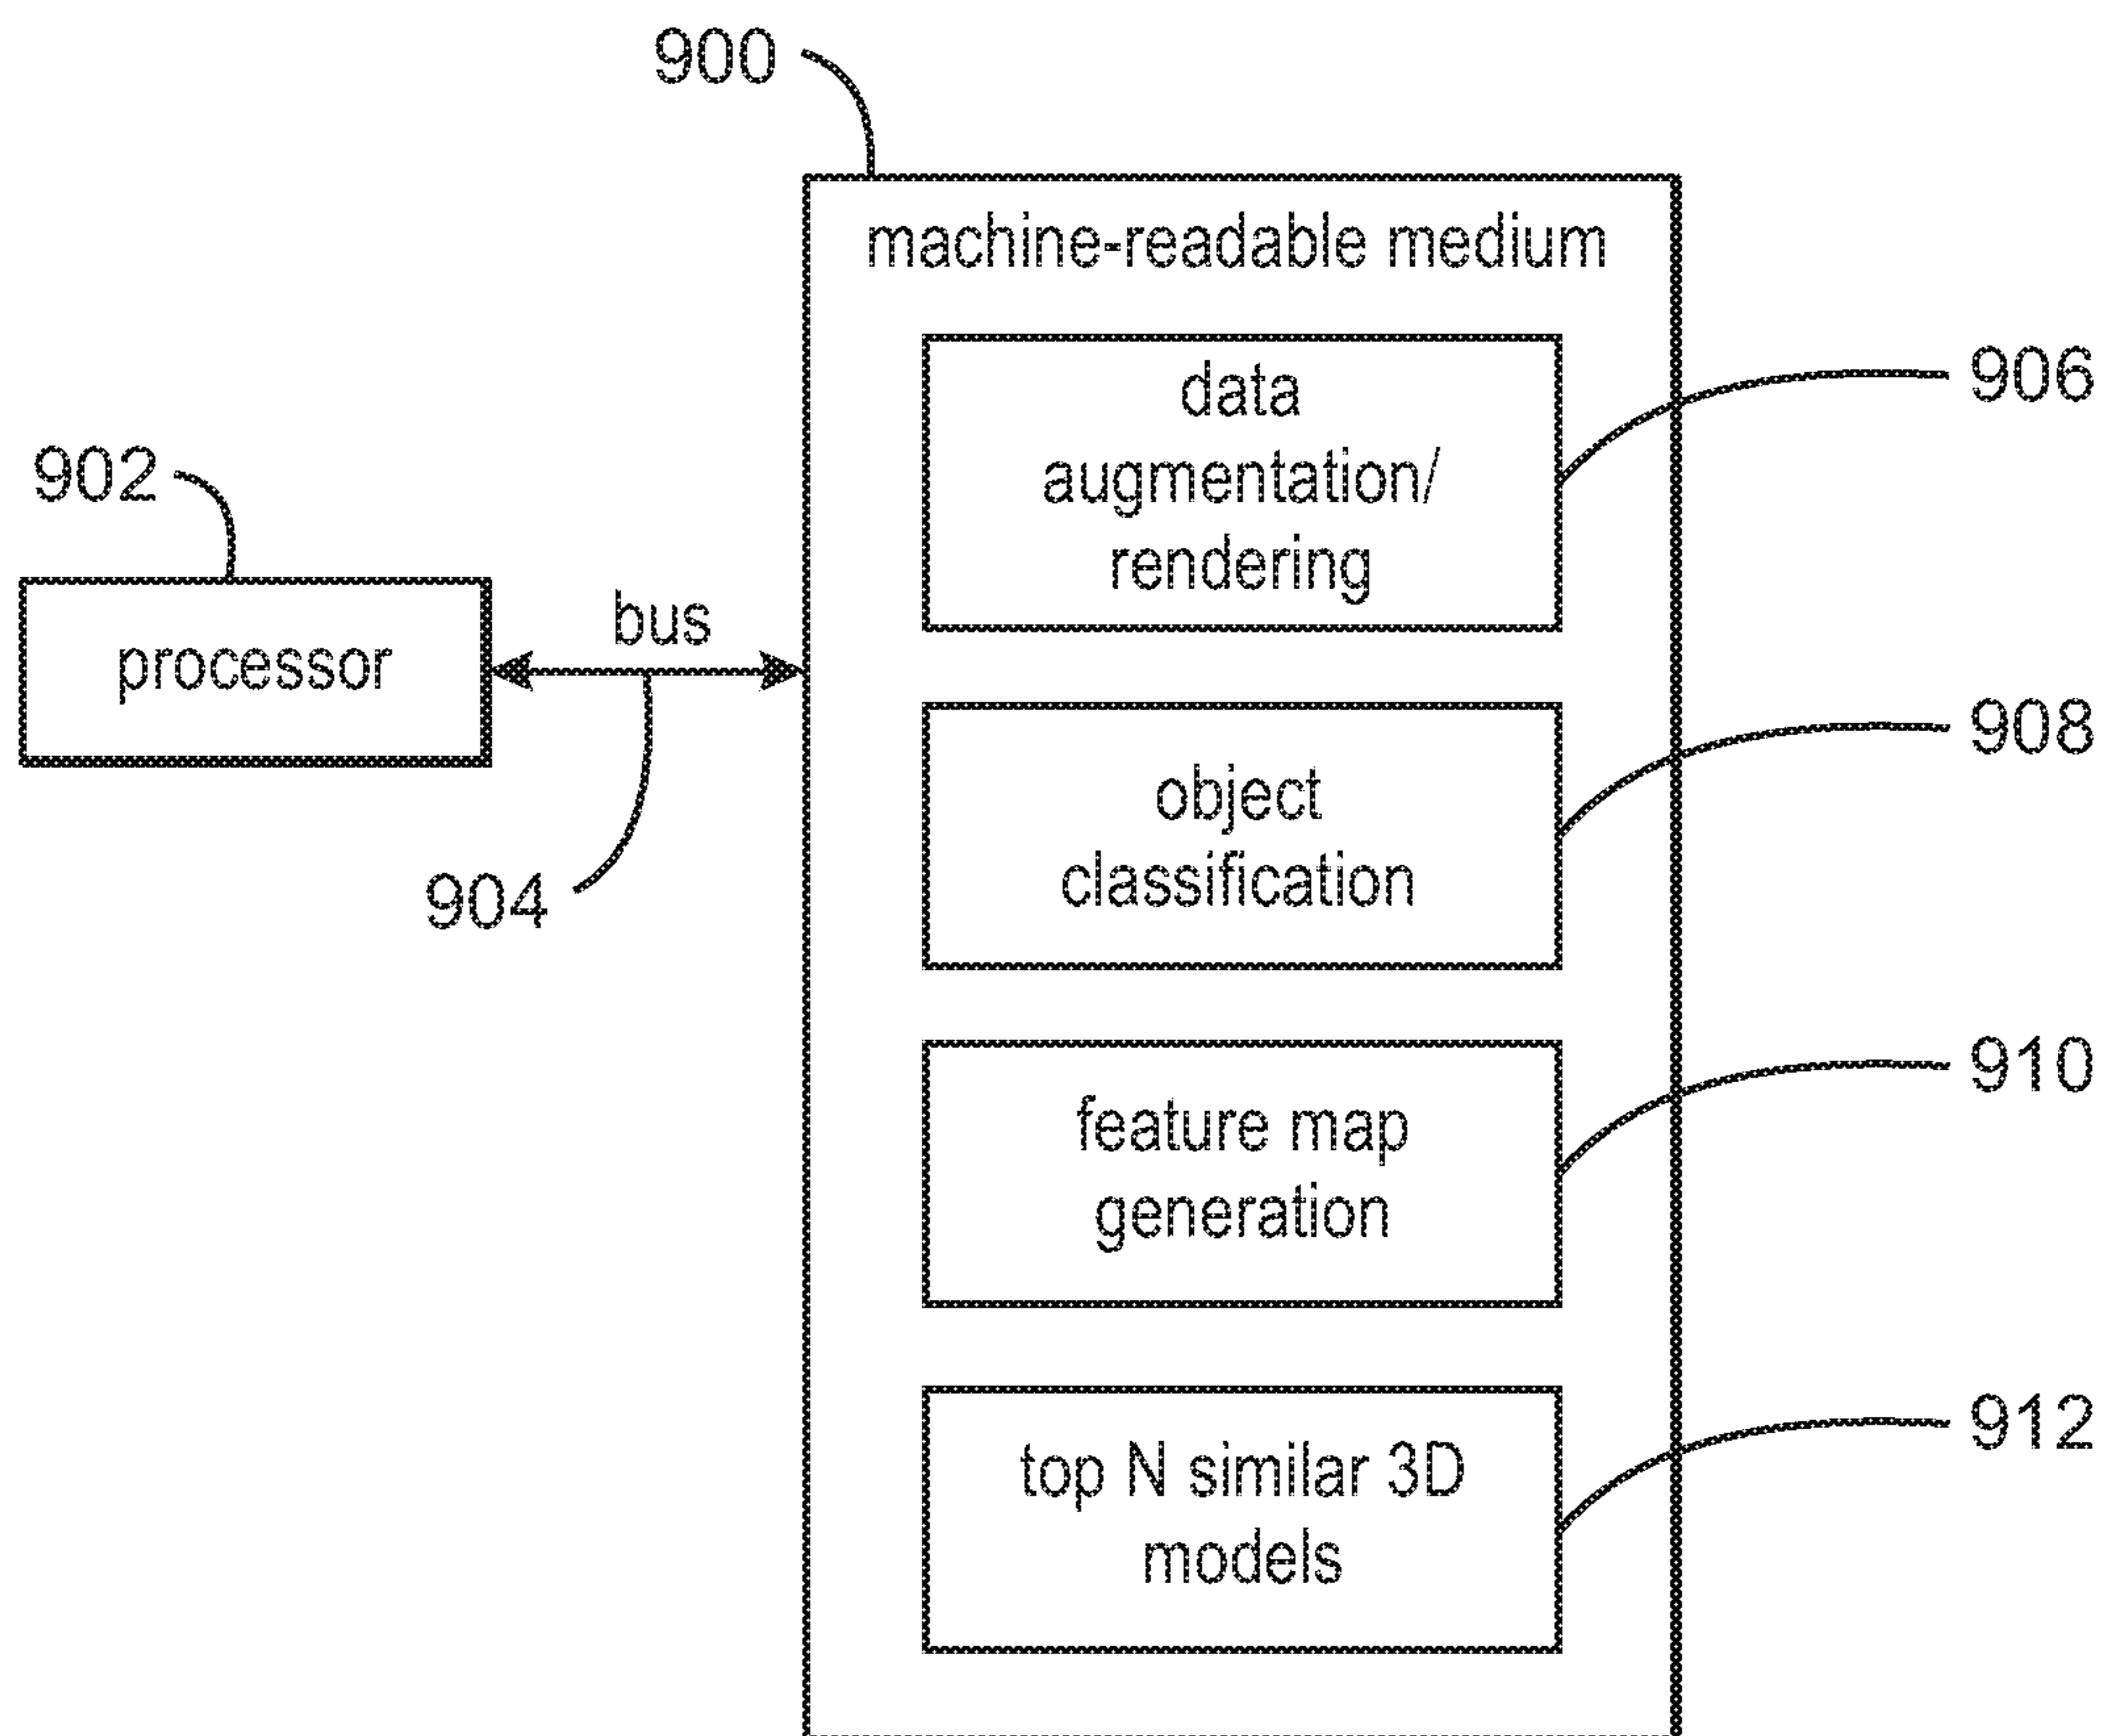 900
machine-readable medium
data
augmentation/
rendering
906
902
processor
bus
904
object
classification
908
feature map
generation
910
top N similar 3D
models
912